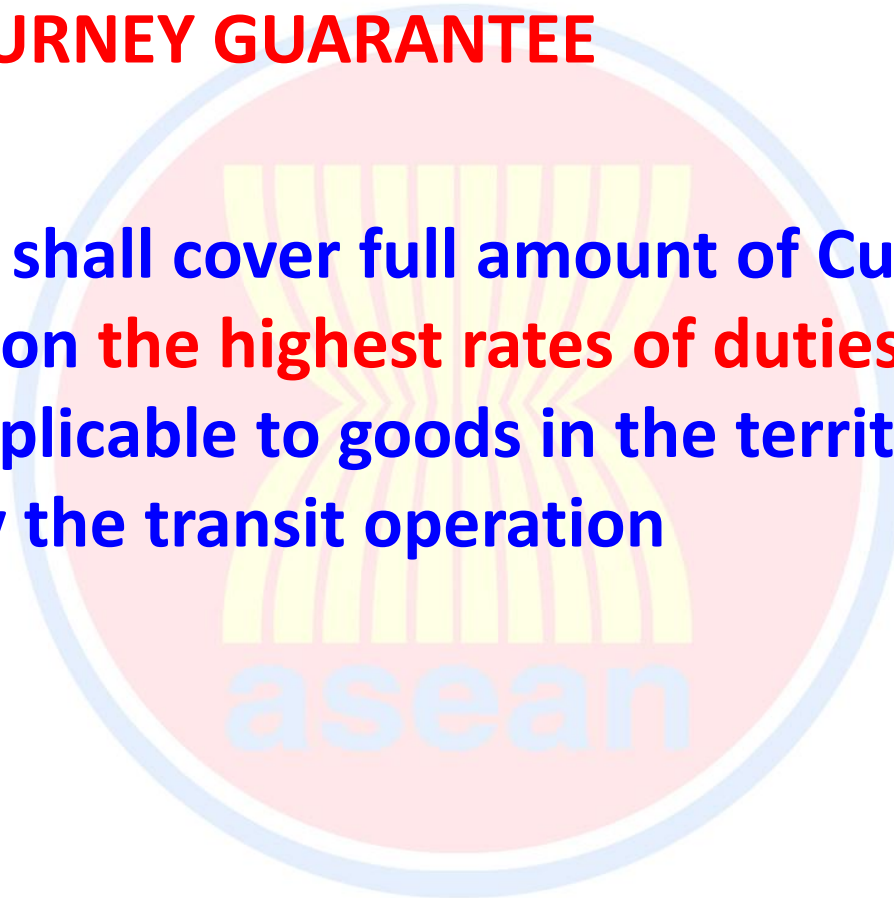 URNEY GUARANTEE
shall cover full amount of Cu
on the highest rates of duties
plicable to goods in the territ
the transit operation
asean